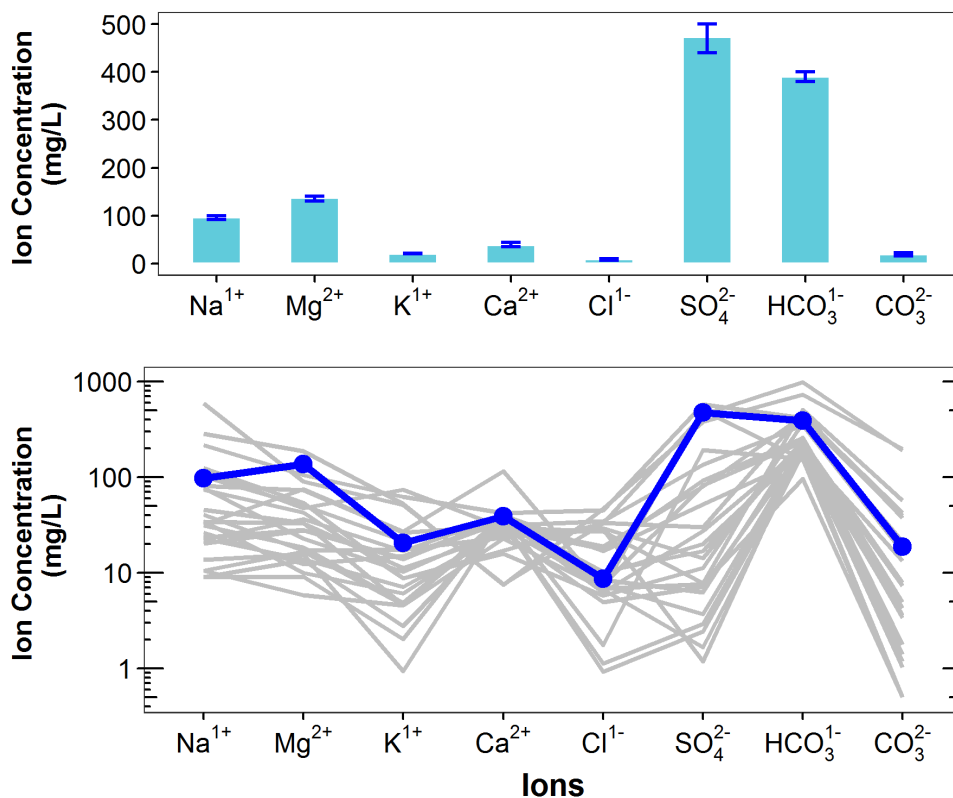 Ion Concentration
(mg/L)
500
400
300
200
100
0
Na¹⁺ Mg²⁺ K¹⁺ Ca²⁺ Cl¹⁻ SO₄²⁻ HCO₃¹⁻ CO₃²⁻
Ion Concentration
(mg/L)
1000
100
10
1
Na¹⁺ Mg²⁺ K¹⁺ Ca²⁺ Cl¹⁻ SO₄²⁻ HCO₃¹⁻ CO₃²⁻
Ions